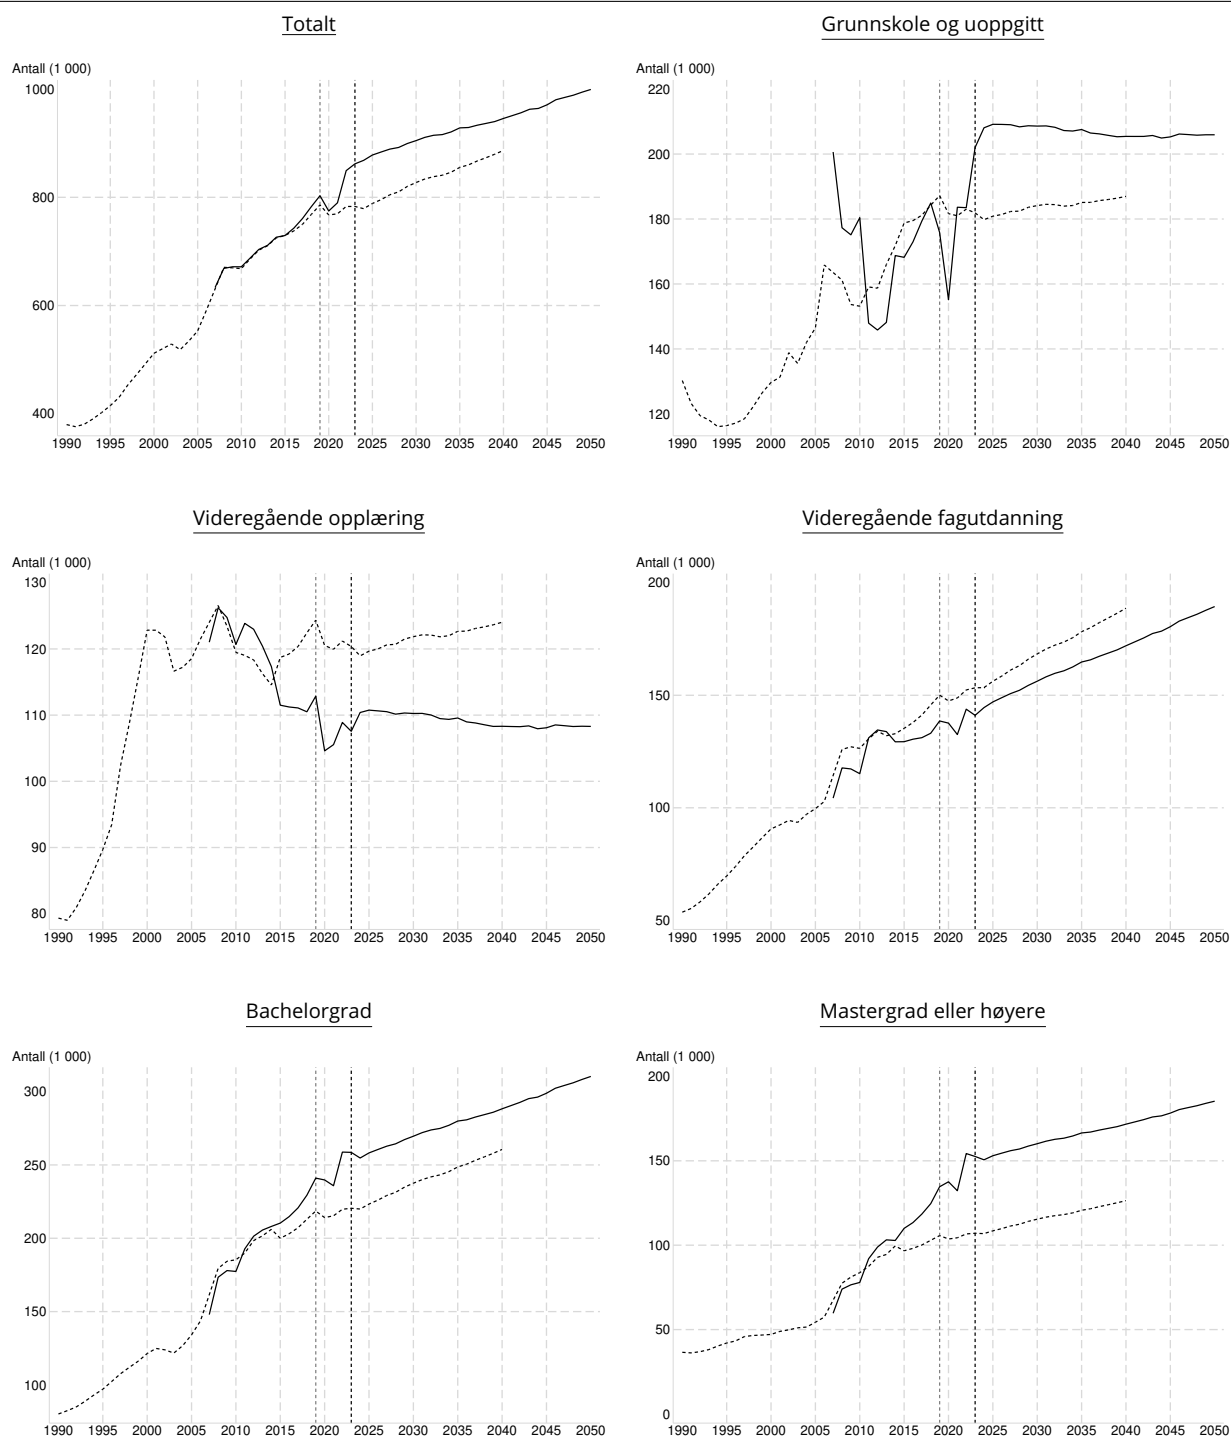 Totalt
Antall (1 000)
1000
800
600
400
1990 1995 2000 2005 2010 2015 2020 2025 2030 2035 2040 2045 2050
Grunnskole og uoppgitt
Antall (1 000)
220
200
180
160
140
120
1990 1995 2000 2005 2010 2015 2020 2025 2030 2035 2040 2045 2050
Videregående opplæring
Antall (1 000)
130
120
110
100
90
80
1990 1995 2000 2005 2010 2015 2020 2025 2030 2035 2040 2045 2050
Videregående fagutdanning
Antall (1 000)
200
150
100
50
1990 1995 2000 2005 2010 2015 2020 2025 2030 2035 2040 2045 2050
Bachelorgrad
Antall (1 000)
300
250
200
150
100
1990 1995 2000 2005 2010 2015 2020 2025 2030 2035 2040 2045 2050
Mastergrad eller høyere
Antall (1 000)
200
150
100
50
0
1990 1995 2000 2005 2010 2015 2020 2025 2030 2035 2040 2045 2050